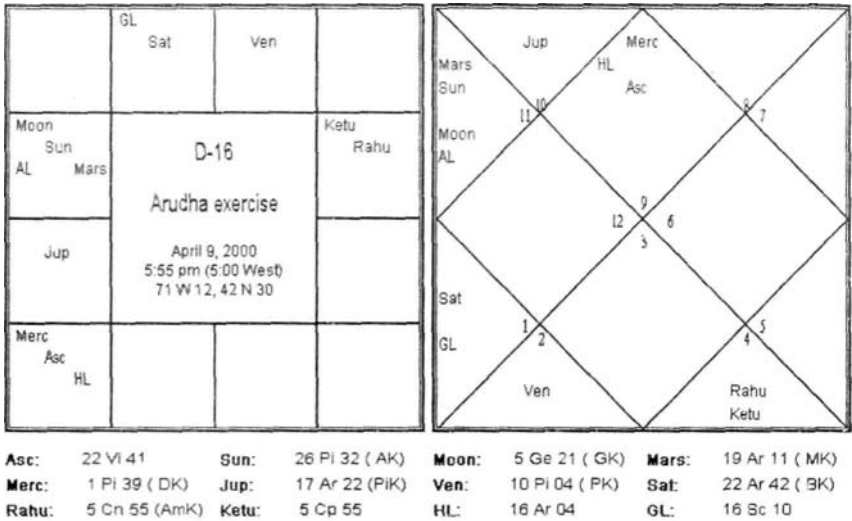 GL
Sat
Ven
Moon
Sun
AL Mars
Ketu
Rahu
Jup
Merc
Asc
HL
D-16
Arudha exercise
April 9, 2000
5:55 pm (5:00 West)
71 W 12, 42 N 30
Jup
Merc
HL
Asc
Mars
Sun
Moon
AL
10
11
8
7
9
12 6
3
Sat
GL
1
2
5
4
Ven
Rahu
Ketu
Asc: 22 Vi 41 Sun: 26 Pi 32 ( AK) Moon: 5 Ge 21 ( GK) Mars: 19 Ar 11 ( MK)
Merc: 1 Pi 39 ( DK) Jup: 17 Ar 22 (PiK) Ven: 10 Pi 04 ( PK) Sat: 22 Ar 42 ( BK)
Rahu: 5 Cn 55 (AmK) Ketu: 5 Cp 55 HL: 16 Ar 04 GL: 16 Sc 10